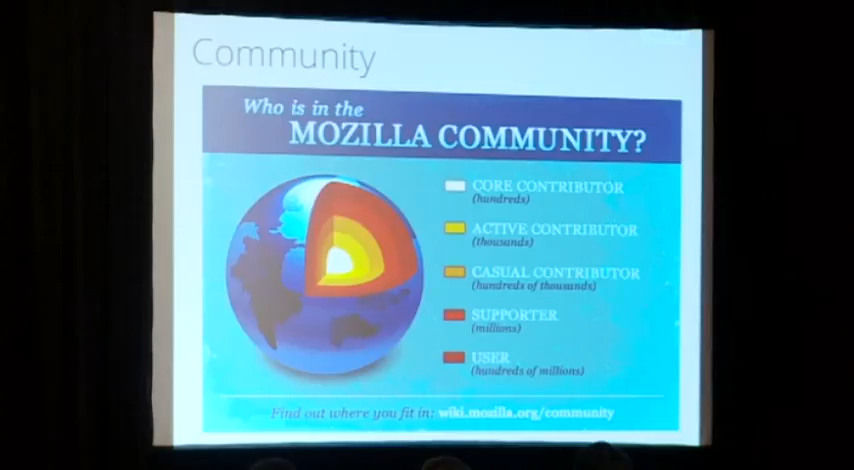 Community
Who is in the
MOZILLA COMMUNITY?
CORE CONTRIBUTOR
(hundreds)
ACTIVE CONTRIBUTOR
(thousands)
CASUAL CONTRIBUTOR
(hundreds of thousands)
SUPPORTER
(millions)
USER
(hundreds of millions)
Find out where you fit in: wiki.mozilla.org/community